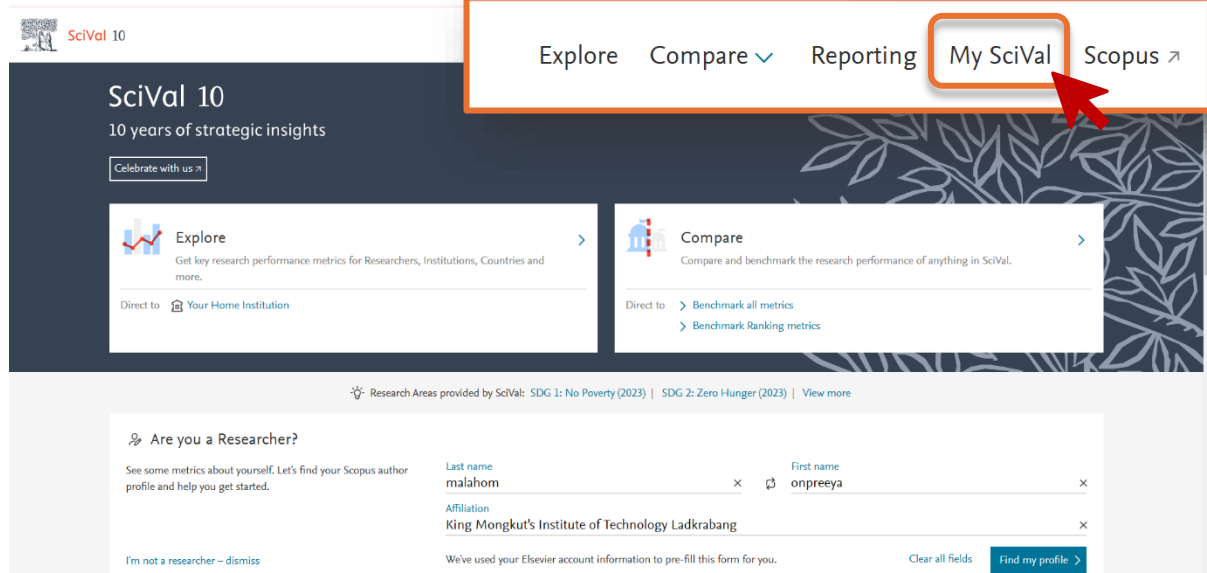 SciVal 10
Explore Compare Reporting My SciVal Scopus
SciVal 10
10 years of strategic insights
Celebrate with us
Explore
Get key research performance metrics for Researchers, Institutions, Countries and
more.
Direct to Your Home Institution
Compare
Compare and benchmark the research performance of anything in SciVal.
Direct to Benchmark all metrics
Benchmark Ranking metrics
Research Areas provided by SciVal: SDG 1: No Poverty (2023) | SDG 2: Zero Hunger (2023) | View more
Are you a Researcher?
See some metrics about yourself. Let's find your Scopus author
profile and help you get started.
Last name
malahom
First name
onpreeya
Affiliation
King Mongkut's Institute of Technology Ladkrabang
I'm not a researcher – dismiss
We've used your Elsevier account information to pre-fill this form for you.
Clear all fields
Find my profile